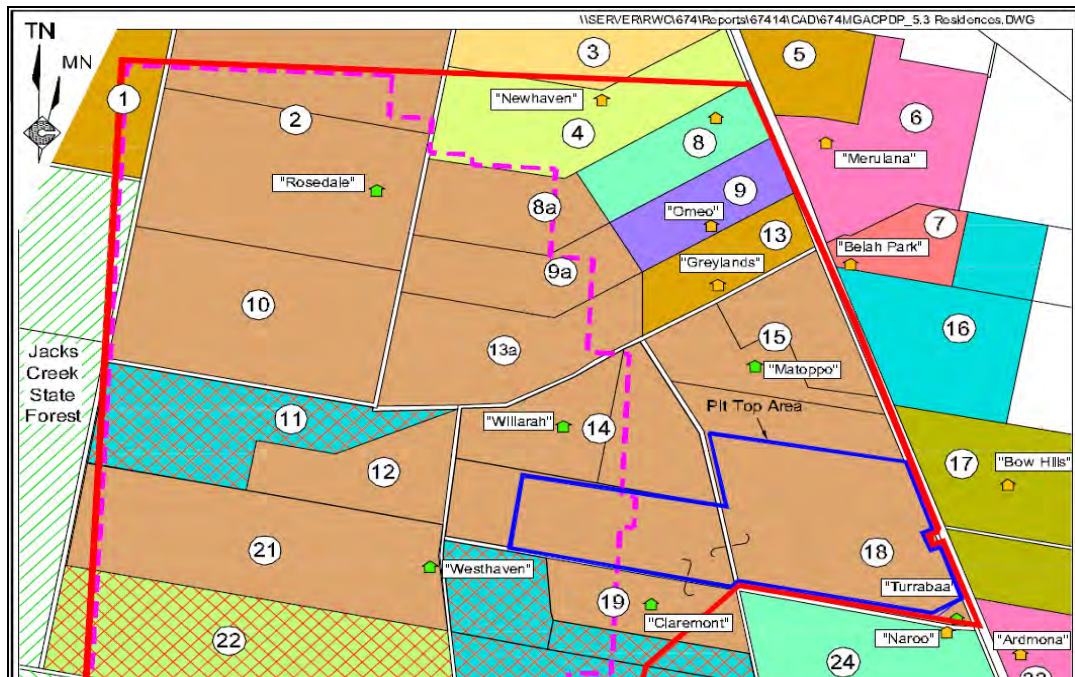 \\SERVER\RWC\674\Reports\67414\CAD\674MGACPDP_5.3 Residences.DWG
TN
MN
1
2
3
"Newhaven"
4
5
6
"Merulana"
8
"Rosedale"
8a
9
"Omeo"
7
"Belah Park"
9a
13
"Greylands"
10
16
Jacks
Creek
State
Forest
13a
15
"Matoppo"
Pit Top Area
11
"Willarah"
14
12
17
"Bow Hills"
21
18
"Westhaven"
"Turrabaa"
19
"Claremont"
22
"Naroo"
"Ardmona"
24